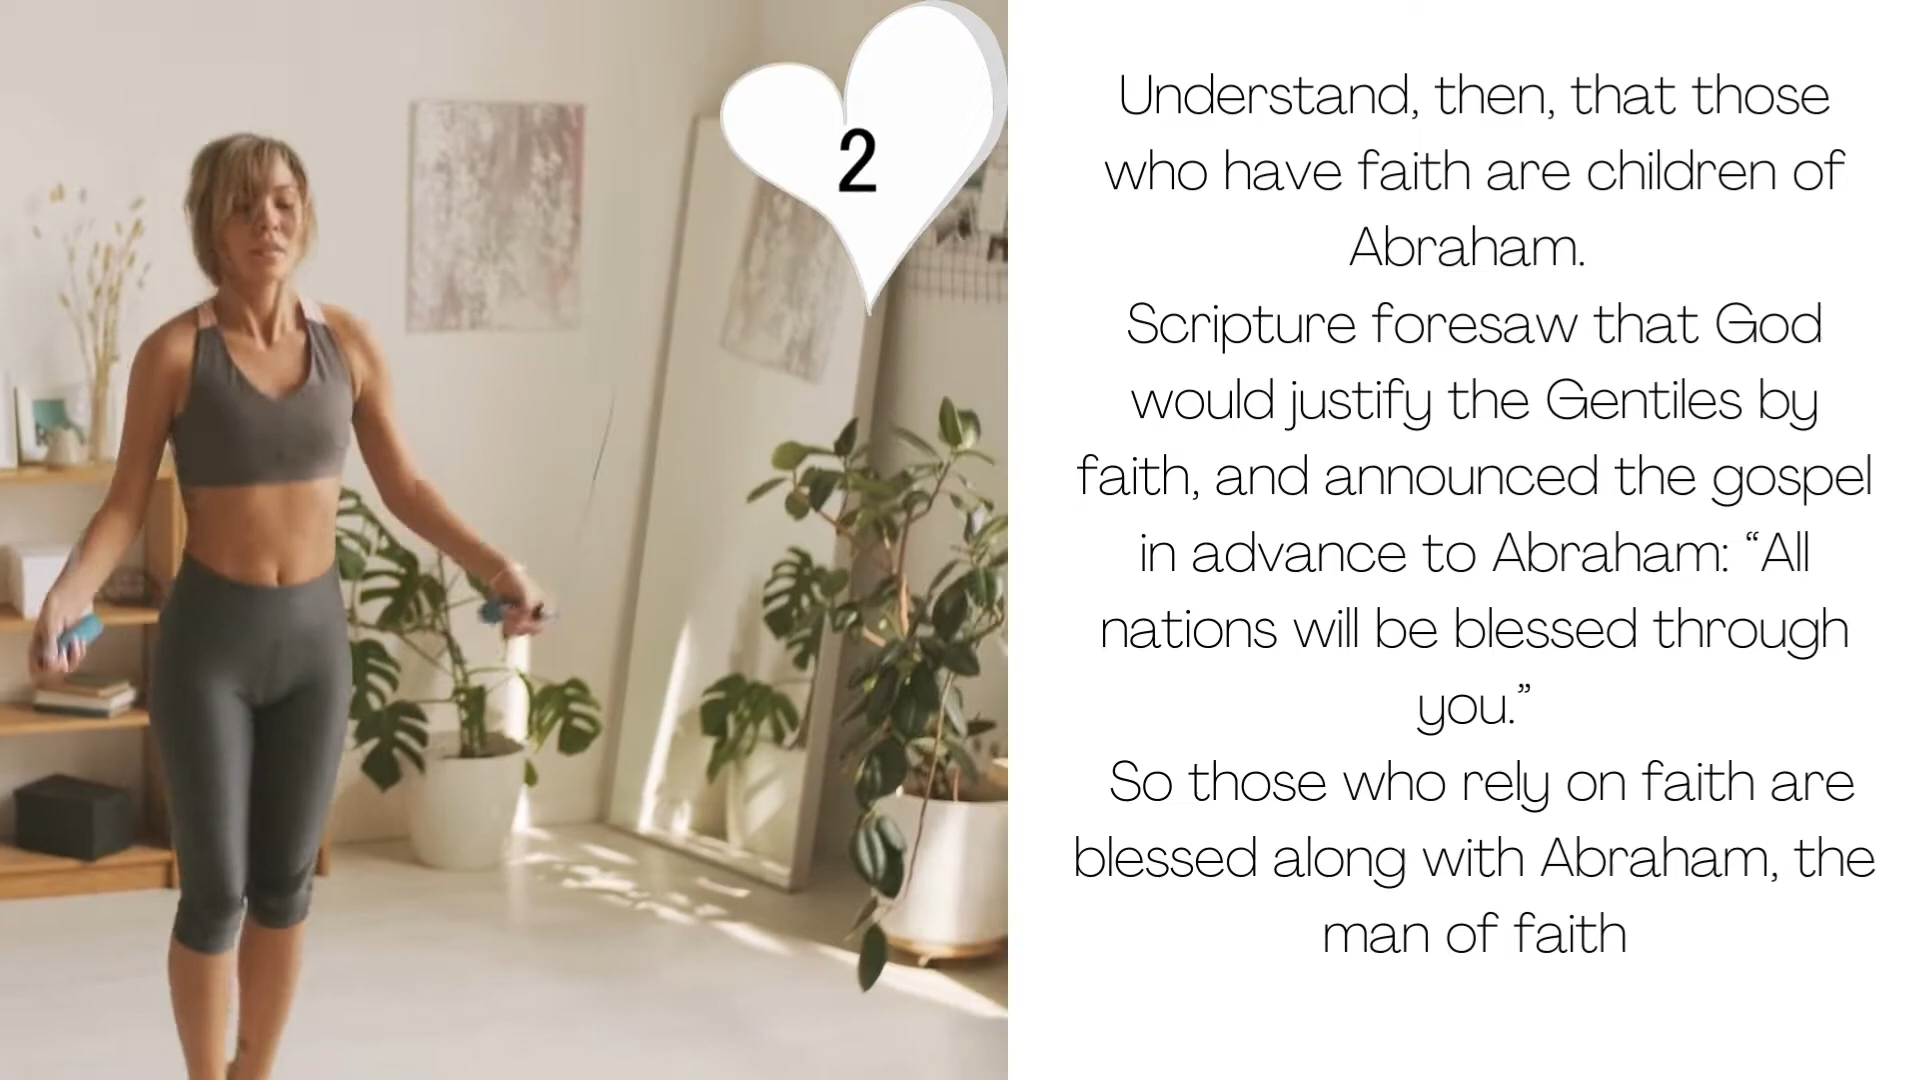 2
Understand, then, that those
who have faith are children of
Abraham.
Scripture foresaw that God
would justify the Gentiles by
faith, and announced the gospel
in advance to Abraham: “All
nations will be blessed through
you.”
So those who rely on faith are
blessed along with Abraham, the
man of faith